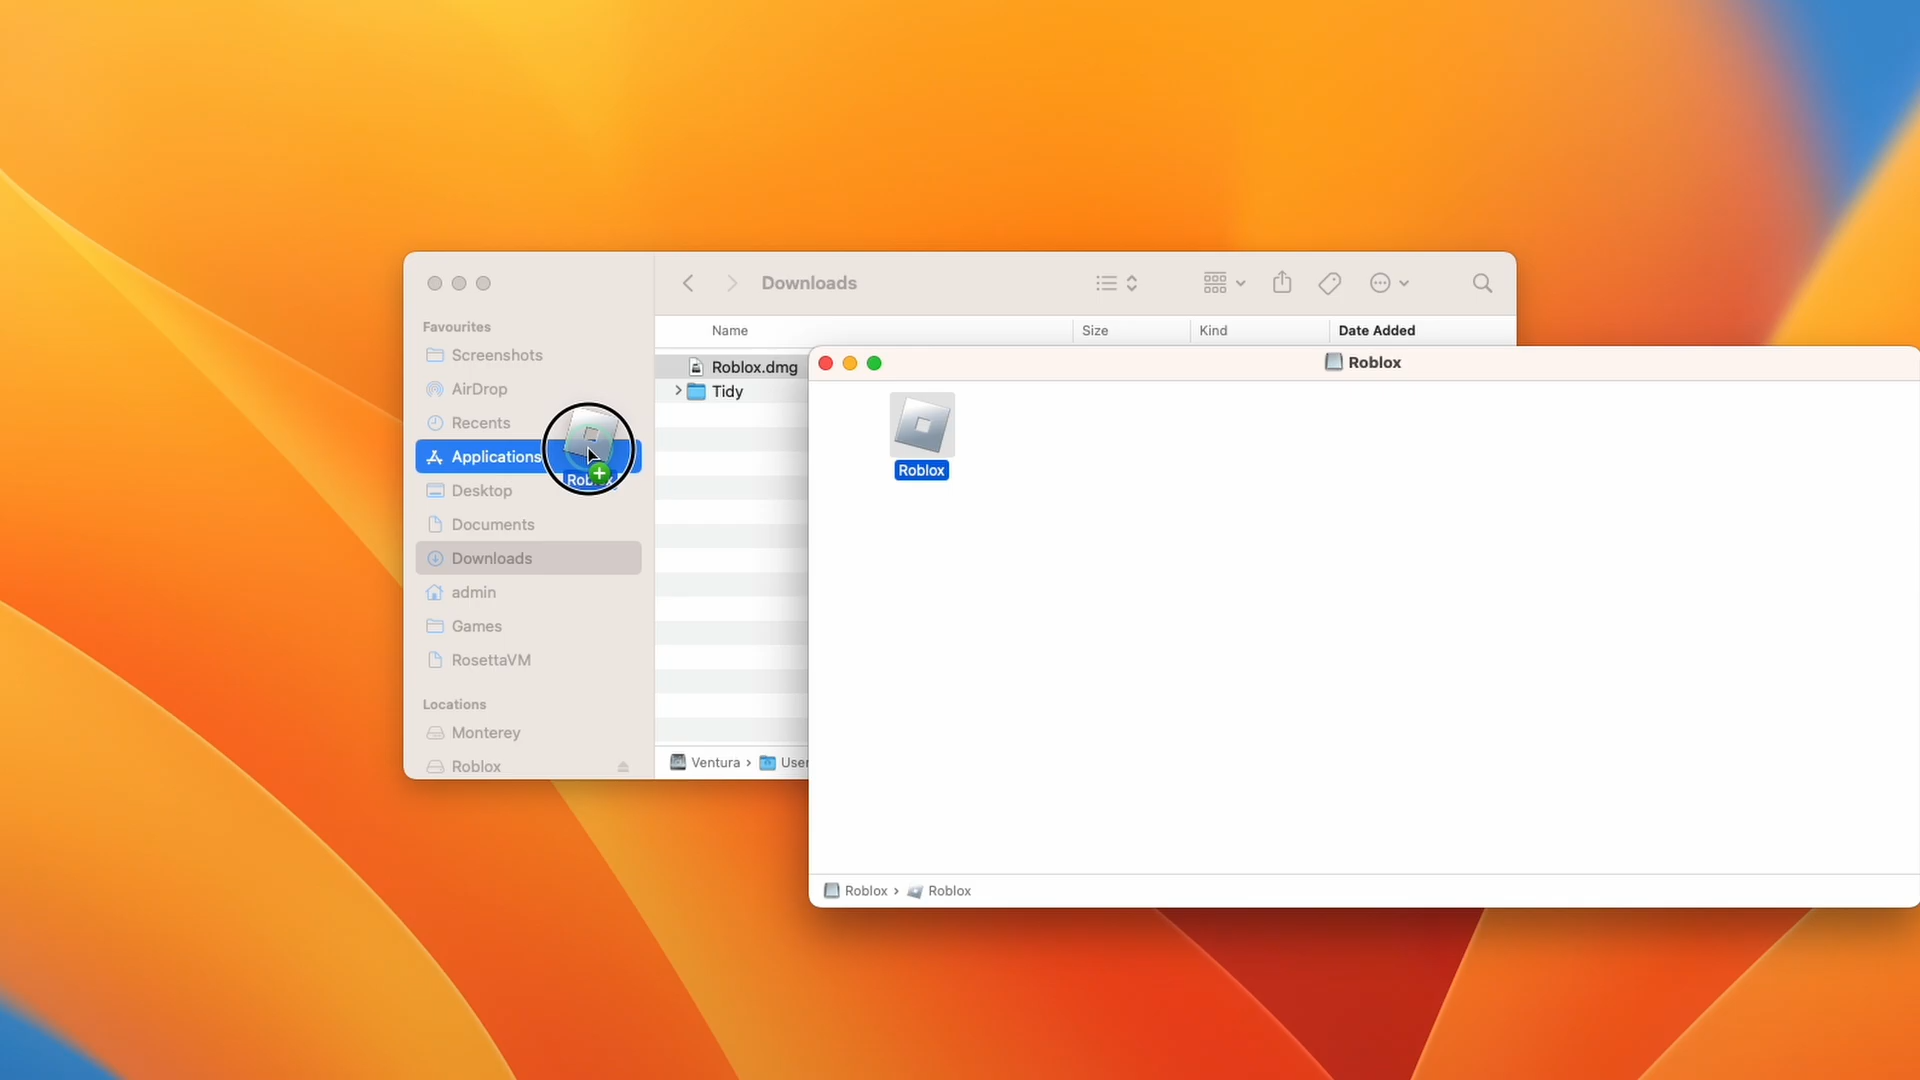 Downloads
Favourites
Screenshots
AirDrop
Recents
Applications
Desktop
Documents
Downloads
admin
Games
RosettaVM
Locations
Monterey
Roblox
Name
Size
Kind
Date Added
Roblox.dmg
Tidy
Ventura
Roblox
Roblox
Roblox
Roblox